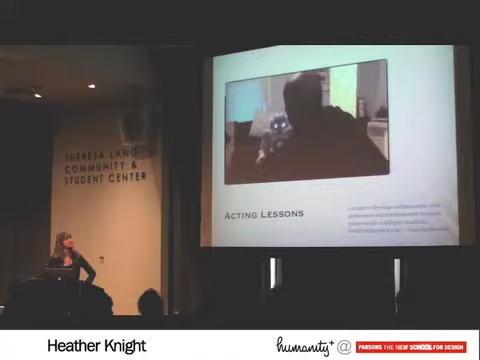 THERESA LANG
COMMUNITY &
STUDENT CENTER
ACTING LESSONS
Heather Knight
humanity+ @ PARSONS THE NEW SCHOOL FOR DESIGN